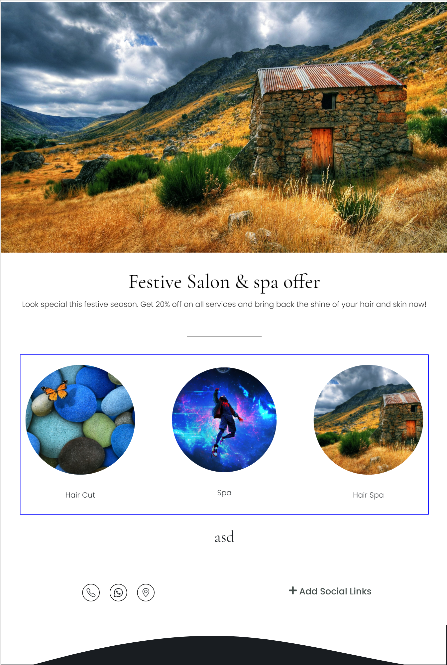 Festive Salon & spa offer
Look special this festive season. Get 20% off on all services and bring back the shine of your hair and skin now!
Hair Cut
Spa
Hair Spa
asd
+ Add Social Links